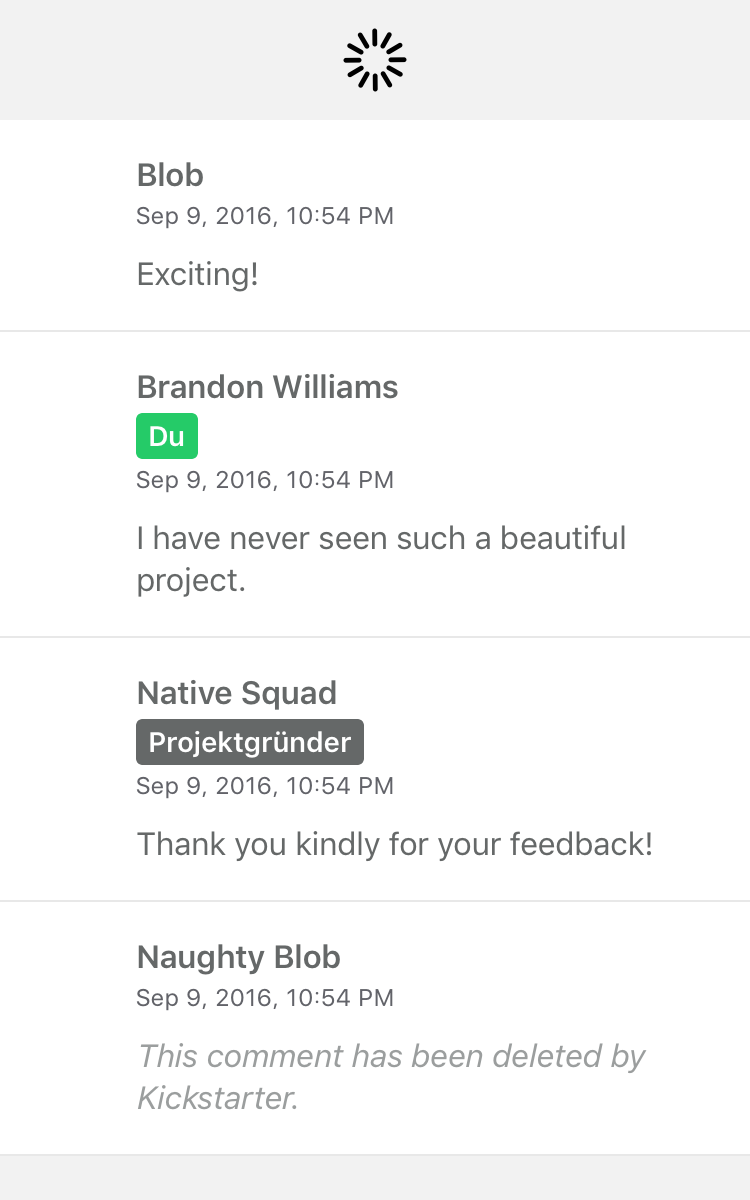 Blob
Sep 9, 2016, 10:54 PM
Exciting!
Brandon Williams
Du
Sep 9, 2016, 10:54 PM
I have never seen such a beautiful
project.
Native Squad
Projektgründer
Sep 9, 2016, 10:54 PM
Thank you kindly for your feedback!
Naughty Blob
Sep 9, 2016, 10:54 PM
This comment has been deleted by
Kickstarter.